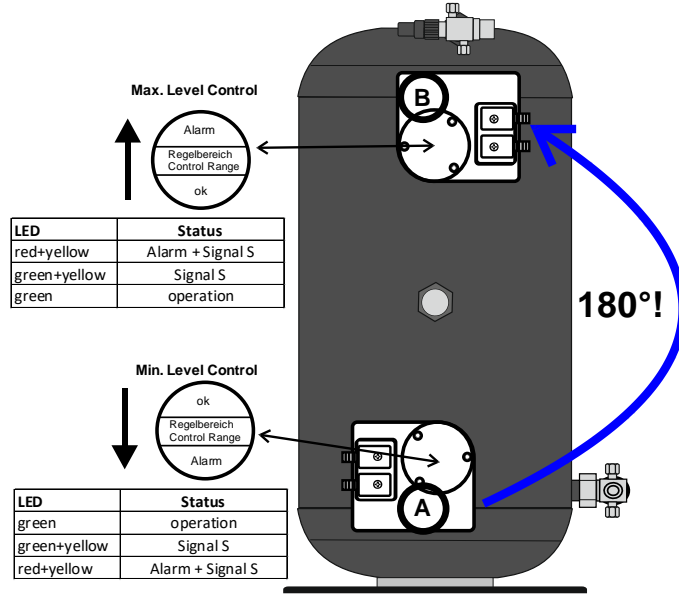 Max. Level Control
Alarm
Regelbereich
Control Range
ok
B
LED Status
red+yellow Alarm + Signal S
green+yellow Signal S
green operation
180°!
Min. Level Control
ok
Regelbereich
Control Range
Alarm
A
LED Status
green operation
green+yellow Signal S
red+yellow Alarm + Signal S